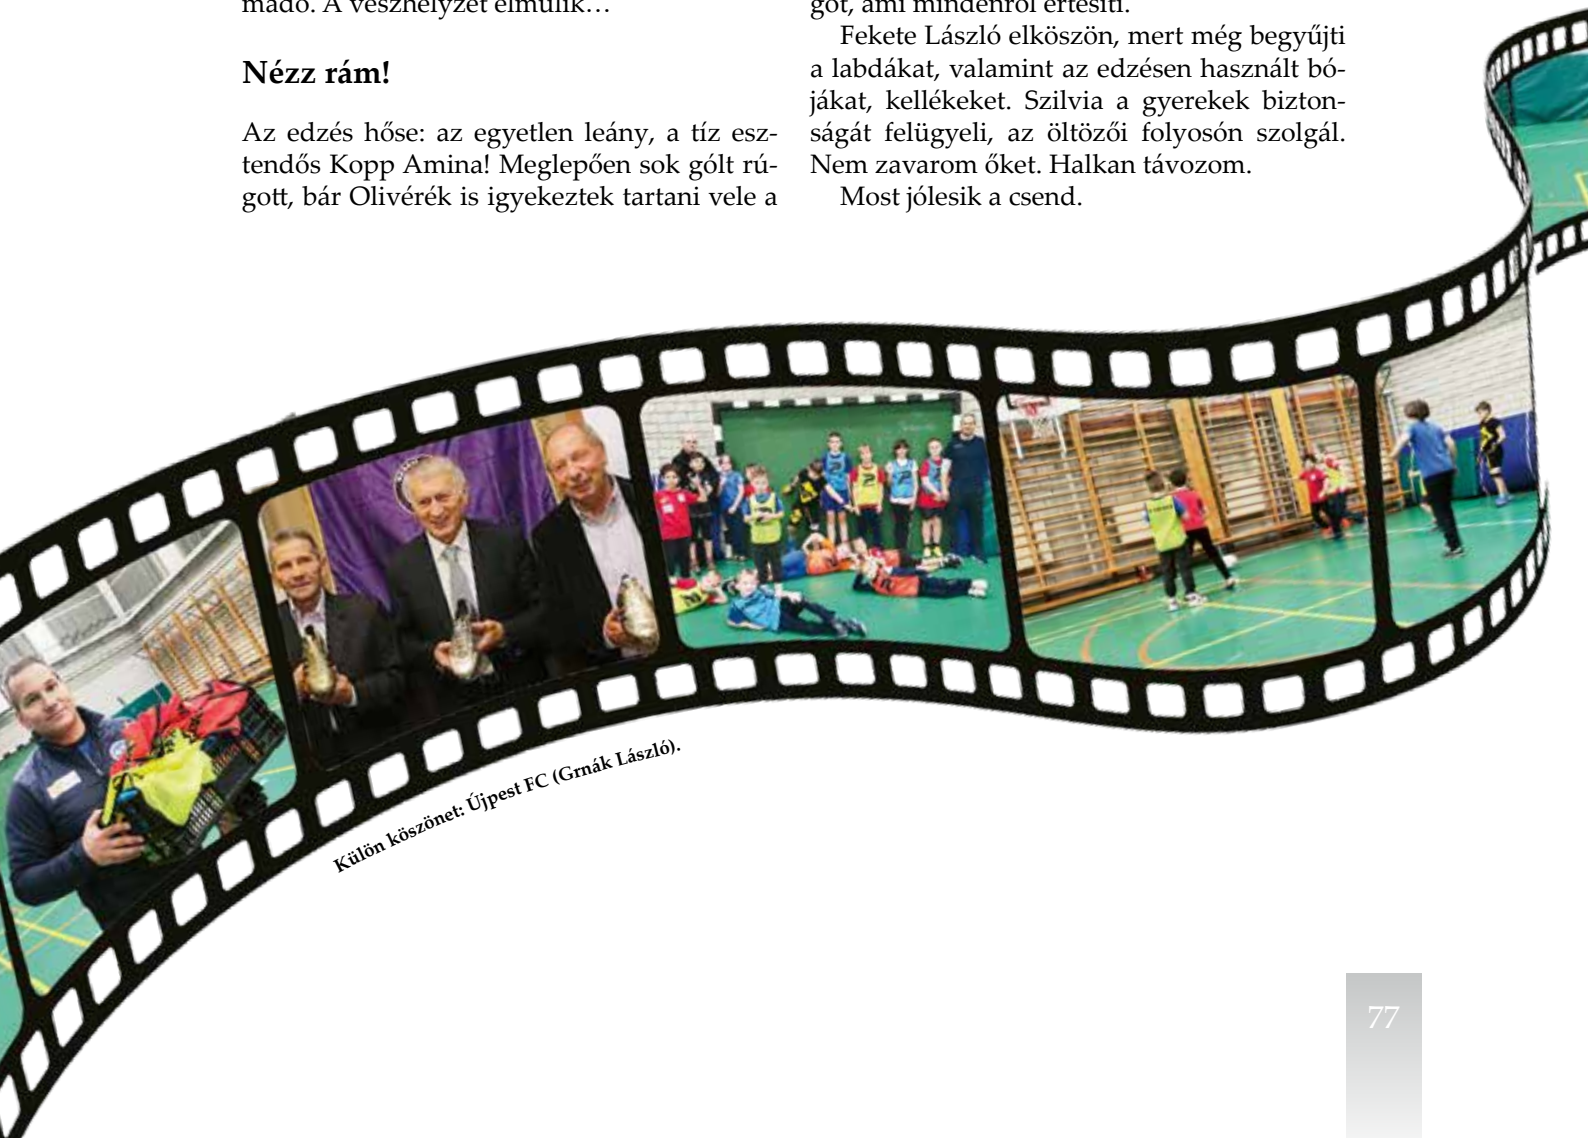 madó. A vészhelyzet elmúlik…
Nézz rám!
Az edzés hőse: az egyetlen leány, a tíz esz-
tendős Kopp Amina! Meglepően sok gólt rú-
gott, bár Olivérék is igyekeztek tartani vele a
got, ami mindenről értesíti.
Fekete László elköszön, mert még begyűjti
a labdákat, valamint az edzésen használt bó-
jákat, kellékeket. Szilvia a gyerekek bizton-
ságát felügyeli, az öltözői folyosón szolgál.
Nem zavarom őket. Halkan távozom.
Most jólesik a csend.
Külön köszönet: Újpest FC (Grnák László).
77